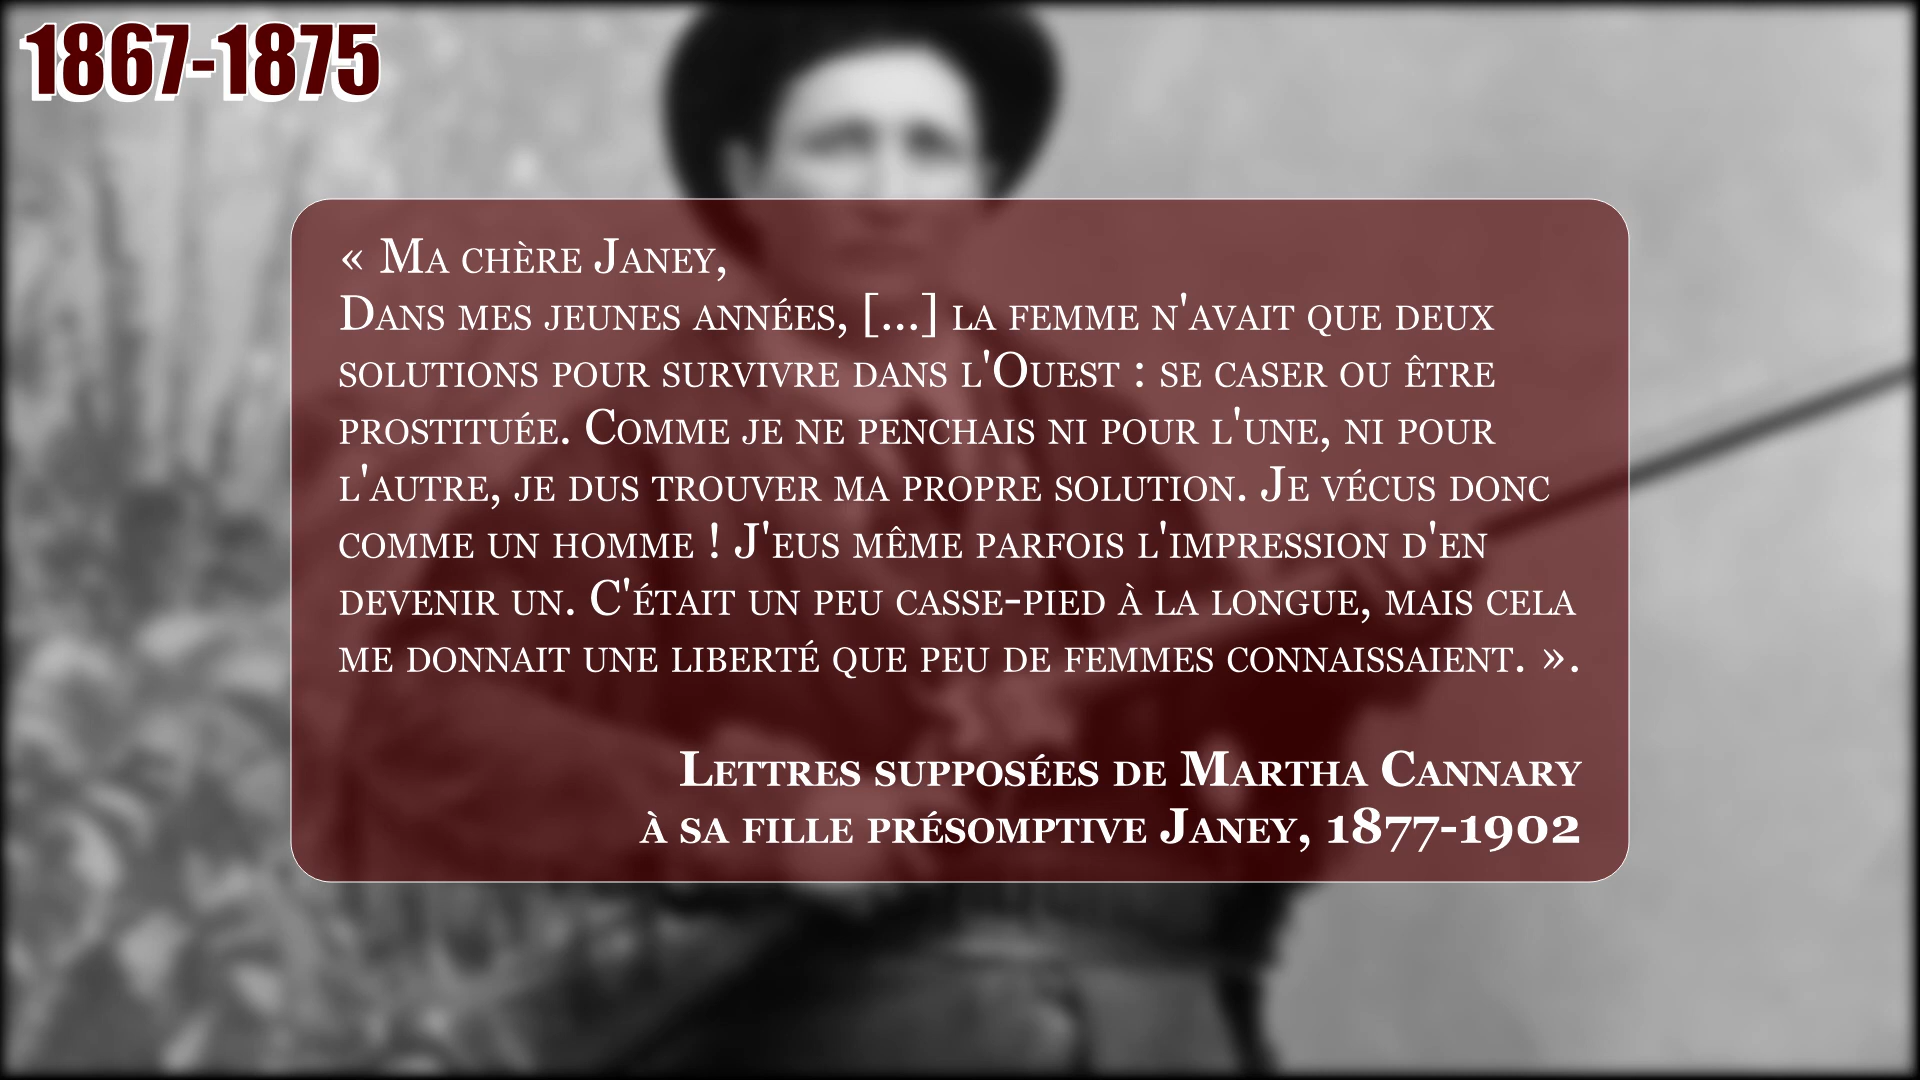 1867-1875
« Ma chère Janey,
Dans mes jeunes années, [...] la femme n'avait que deux
solutions pour survivre dans l'Ouest : se caser ou être
prostituée. Comme je ne penchais ni pour l'une, ni pour
l'autre, je dus trouver ma propre solution. Je vécus donc
comme un homme ! J'eus même parfois l'impression d'en
devenir un. C'était un peu casse-pied à la longue, mais cela
me donnait une liberté que peu de femmes connaissaient. ».
Lettres supposées de Martha Cannary
à sa fille présomptive Janey, 1877-1902